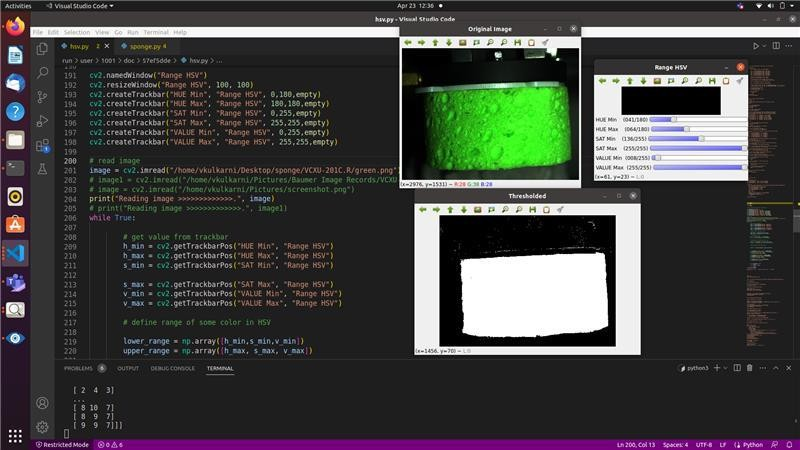 Activities
Visual Studio Code
Apr 23 12:36
hsv.py - Visual Studio Code
File Edit Selection View Go Run Terminal Help
hsv.py 2
sponge.py 4
run > user > 1001 > doc > 57ef5dde > hsv.py > ...
190
191 cv2.namedWindow("Range HSV")
192 cv2.resizeWindow("Range HSV", 100, 100)
193 cv2.createTrackbar("HUE Min", "Range HSV", 0,180,empty)
194 cv2.createTrackbar("HUE Max", "Range HSV", 180,180,empty)
195 cv2.createTrackbar("SAT Min", "Range HSV", 0,255,empty)
196 cv2.createTrackbar("SAT Max", "Range HSV", 255,255,empty)
197 cv2.createTrackbar("VALUE Min", "Range HSV", 0,255,empty)
198 cv2.createTrackbar("VALUE Max", "Range HSV", 255,255,empty)
200 # read image
201 image = cv2.imread("/home/vkulkarni/Desktop/sponge/VCXU-201C.R/green.png"
202 # image1 = cv2.imread("/home/vkulkarni/Pictures/Baumer Image Records/VCXU
203 # image = cv2.imread("/home/vkulkarni/Pictures/screenshot.png")
204 print("Reading image >>>>>>>>>>>>>.", image)
205 # print("Reading image >>>>>>>>>>>>>.", image1)
206 while True:
207
208 # get value from trackbar
209 h_min = cv2.getTrackbarPos("HUE Min", "Range HSV")
210 h_max = cv2.getTrackbarPos("HUE Max", "Range HSV")
211 s_min = cv2.getTrackbarPos("SAT Min", "Range HSV")
213 s_max = cv2.getTrackbarPos("SAT Max", "Range HSV")
214 v_min = cv2.getTrackbarPos("VALUE Min", "Range HSV")
215 v_max = cv2.getTrackbarPos("VALUE Max", "Range HSV")
217 # define range of some color in HSV
218
219 lower_range = np.array([h_min,s_min,v_min])
220 upper_range = np.array([h_max, s_max, v_max])
Original Image
(x=2976, y=1531) ~ R:28 G:38 B:28
Range HSV
HUE Min (041/180)
HUE Max (064/180)
SAT Min (136/255)
SAT Max (255/255)
VALUE Min (008/255)
VALUE Max (255/255)
(x=61, y=23) ~ L:0
Thresholded
(x=1456, y=70) ~ L:0
PROBLEMS 6 OUTPUT DEBUG CONSOLE TERMINAL
python3
[ 2 4 3]
...
[ 8 10 7]
[ 8 9 7]
[ 9 9 7]]]
Restricted Mode
0 6
Ln 200, Col 13
Spaces: 4
UTF-8
LF
Python